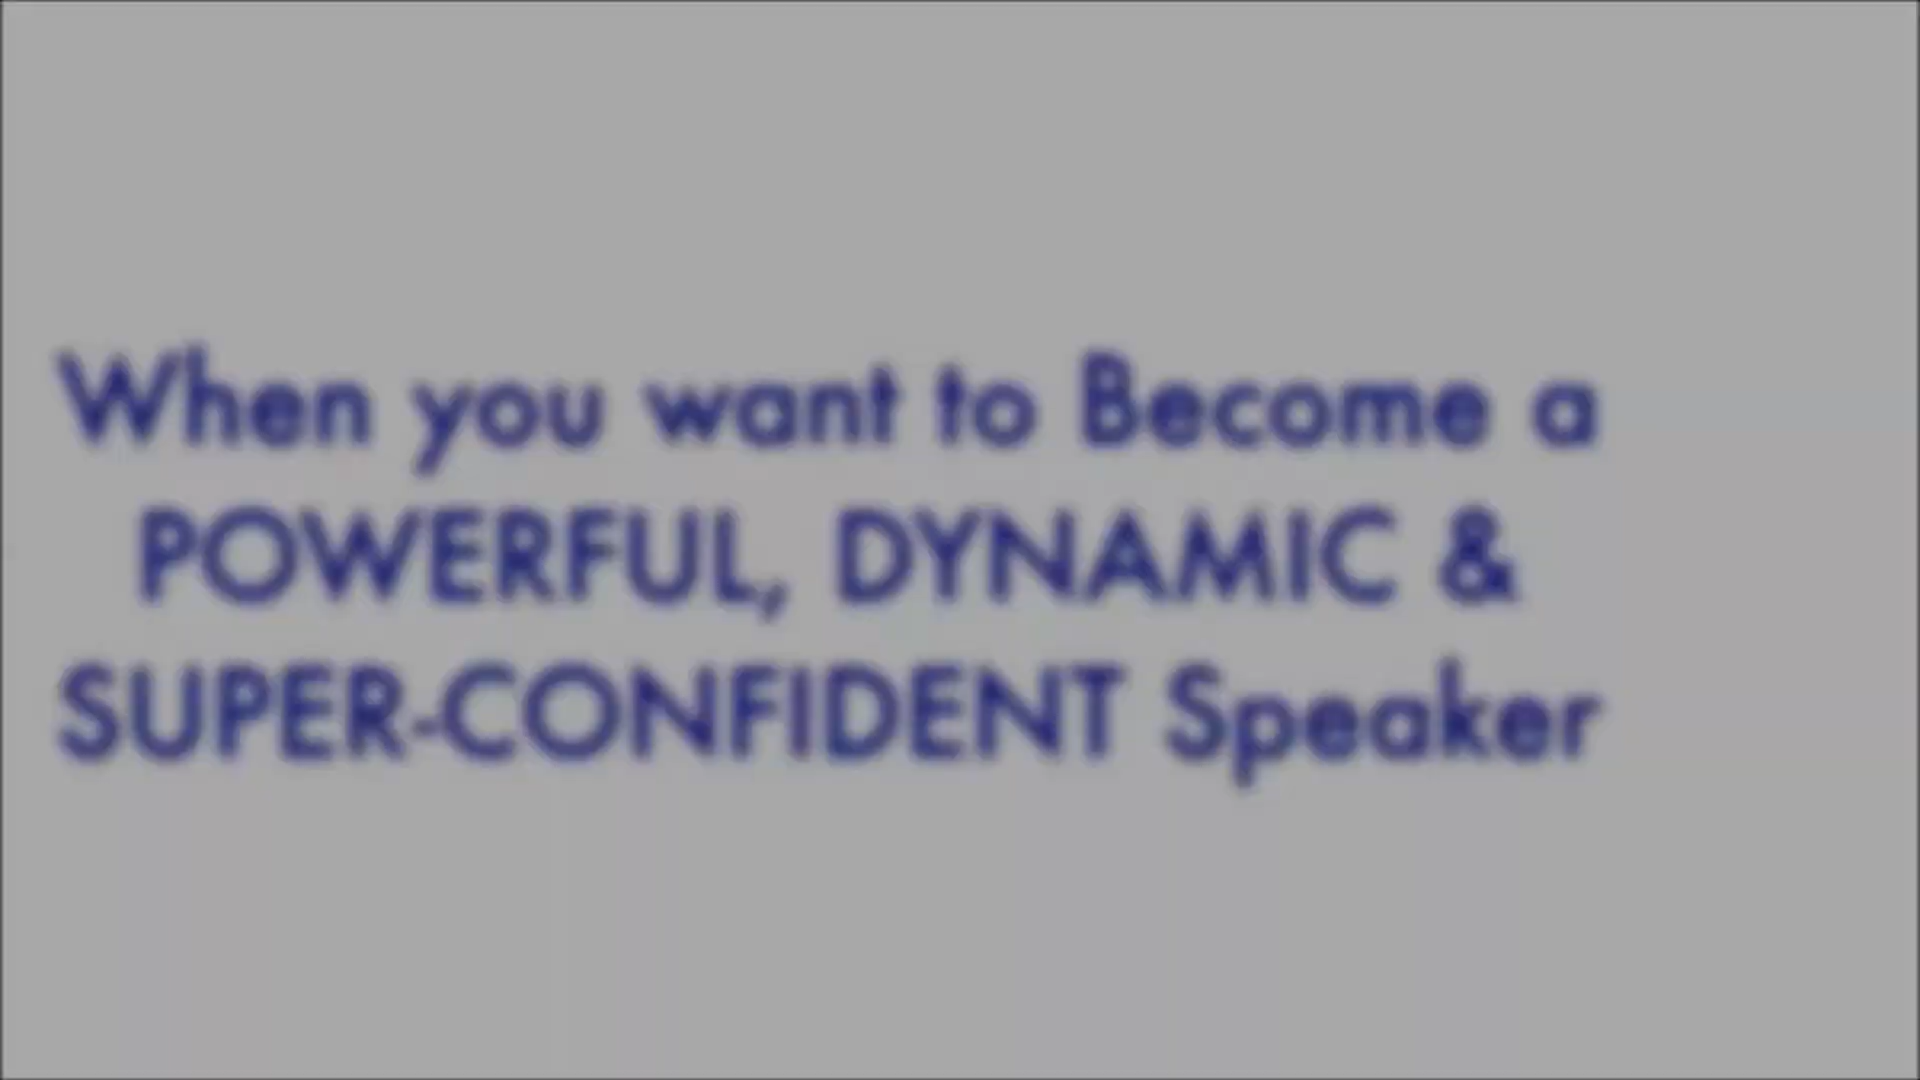 When you want to Become a
POWERFUL, DYNAMIC &
SUPER-CONFIDENT Speaker